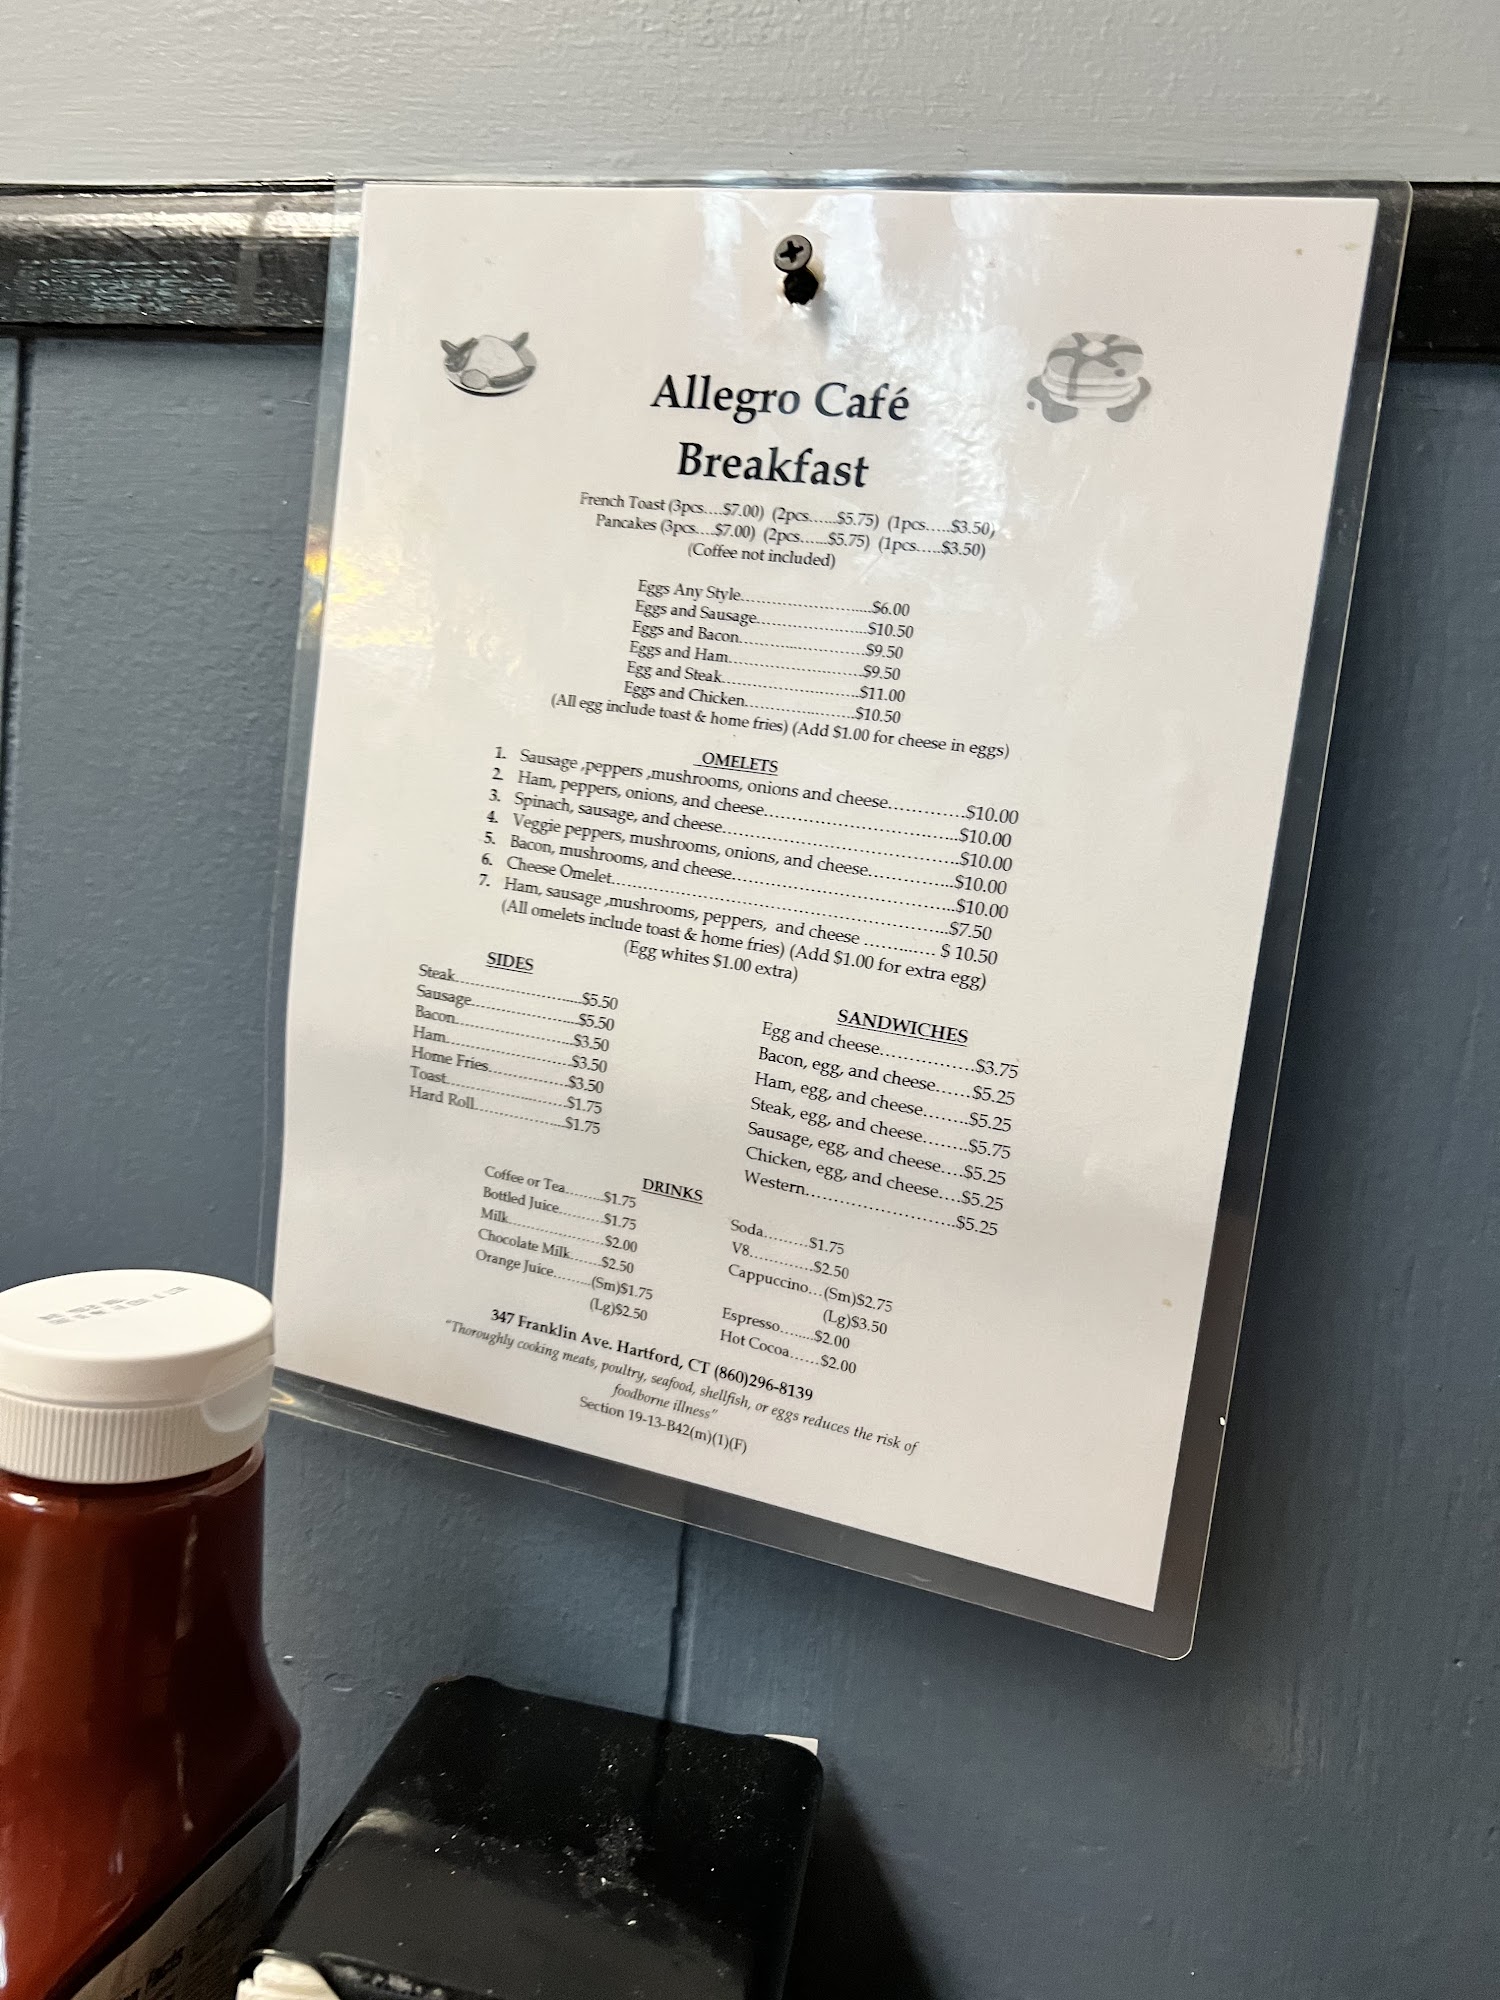 Allegro Café
Breakfast
French Toast (3pcs....$7.00) (2pcs......$5.75) (1pcs.....$3.50)
Pancakes (3pcs....$7.00) (2pcs......$5.75) (1pcs.....$3.50)
(Coffee not included)
Eggs Any Style............................$6.00
Eggs and Sausage........................$10.50
Eggs and Bacon...........................$9.50
Eggs and Ham.............................$9.50
Egg and Steak.............................$11.00
Eggs and Chicken.......................$10.50
(All egg include toast & home fries) (Add $1.00 for cheese in eggs)
OMELETS
1. Sausage ,peppers ,mushrooms, onions and cheese............$10.00
2. Ham, peppers, onions, and cheese....................................$10.00
3. Spinach, sausage, and cheese...........................................$10.00
4. Veggie peppers, mushrooms, onions, and cheese...............$10.00
5. Bacon, mushrooms, and cheese........................................$10.00
6. Cheese Omelet.................................................................$7.50
7. Ham, sausage ,mushrooms, peppers, and cheese ............. $ 10.50
(All omelets include toast & home fries) (Add $1.00 for extra egg)
(Egg whites $1.00 extra)
SIDES
Steak..........................$5.50
Sausage......................$5.50
Bacon.........................$3.50
Ham...........................$3.50
Home Fries................$3.50
Toast..........................$1.75
Hard Roll...................$1.75
SANDWICHES
Egg and cheese.................$3.75
Bacon, egg, and cheese......$5.25
Ham, egg, and cheese........$5.25
Steak, egg, and cheese........$5.75
Sausage, egg, and cheese....$5.25
Chicken, egg, and cheese....$5.25
Western...........................$5.25
DRINKS
Coffee or Tea........$1.75
Bottled Juice.........$1.75
Milk....................$2.00
Chocolate Milk......$2.50
Orange Juice........(Sm)$1.75
(Lg)$2.50
Soda.........$1.75
V8............$2.50
Cappuccino...(Sm)$2.75
(Lg)$3.50
Espresso........$2.00
Hot Cocoa......$2.00
347 Franklin Ave. Hartford, CT (860)296-8139
"Thoroughly cooking meats, poultry, seafood, shellfish, or eggs reduces the risk of
foodborne illness"
Section 19-13-B42(m)(1)(F)